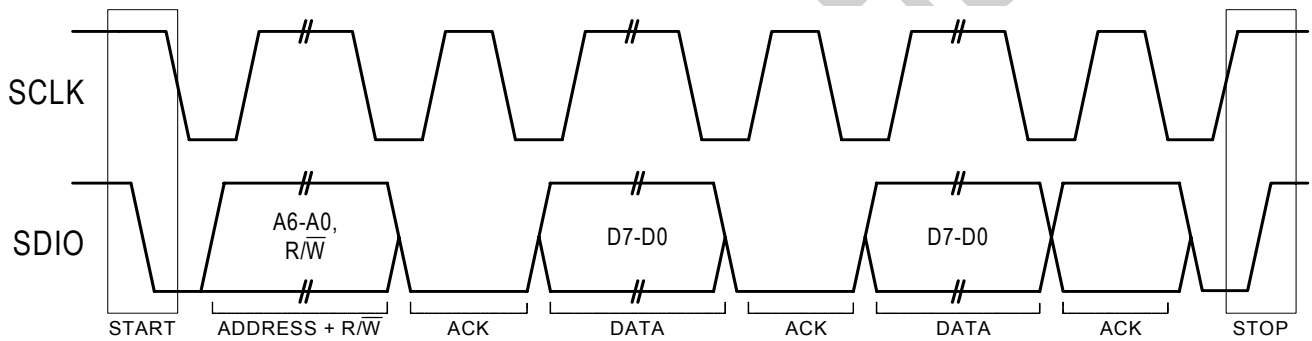 SCLK
SDIO
A6-A0,
R/W̅
D7-D0
D7-D0
START
ADDRESS + R/W̅
ACK
DATA
ACK
DATA
ACK
STOP